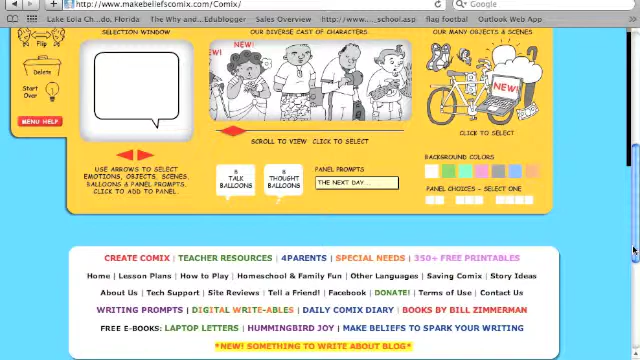 http://www.makebeliefscomix.com/Comix/
Google
Lake Lola Ch...do, Florida
The Why and...Edublogger
Sales Overview
http://www...._school.asp
flag football
Outlook Web App
Flip
Delete
Start
Over
MENU HELP
SELECTION WINDOW
USE ARROWS TO SELECT
EMOTIONS, OBJECTS, SCENES,
BALLOONS & PANEL PROMPTS.
CLICK TO ADD TO PANEL.
OUR DIVERSE CAST OF CHARACTERS
NEW!
SCROLL TO VIEW CLICK TO SELECT
8
TALK
BALLOONS
8
THOUGHT
BALLOONS
PANEL PROMPTS
THE NEXT DAY...
OUR MANY OBJECTS & SCENES
NEW!
CLICK TO SELECT
BACKGROUND COLORS
PANEL CHOICES - SELECT ONE
CREATE COMIX | TEACHER RESOURCES | 4PARENTS | SPECIAL NEEDS | 350+ FREE PRINTABLES
Home | Lesson Plans | How to Play | Homeschool & Family Fun | Other Languages | Saving Comix | Story Ideas
About Us | Tech Support | Site Reviews | Tell a Friend! | Facebook | DONATE! | Terms of Use | Contact Us
WRITING PROMPTS | DIGITAL WRITE-ABLES | DAILY COMIX DIARY | BOOKS BY BILL ZIMMERMAN
FREE E-BOOKS: LAPTOP LETTERS | HUMMINGBIRD JOY | MAKE BELIEFS TO SPARK YOUR WRITING
*NEW! SOMETHING TO WRITE ABOUT BLOG*